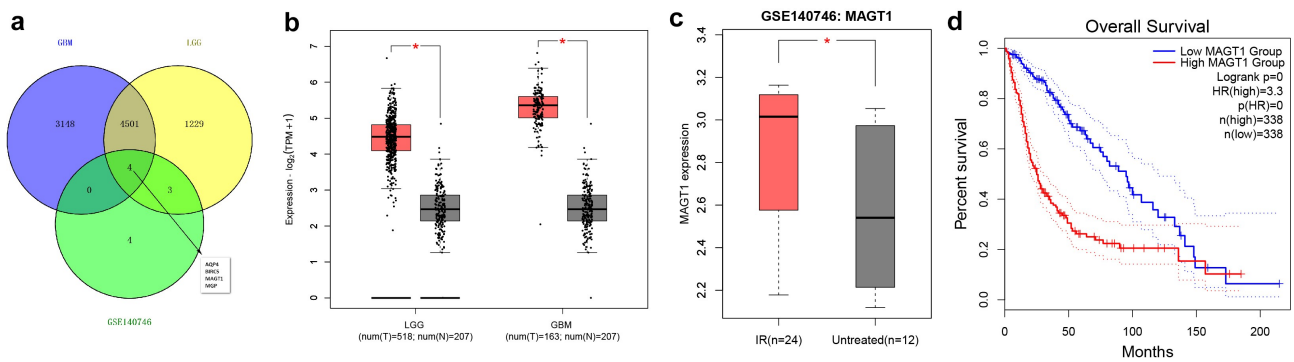 a
GBM
LGG
3148
4501
1229
4
0
3
4
AQP4
BIRC5
MAGT1
MGP
GSE140746
b
Expression - log₂(TPM +1)
7
6
5
4
3
2
1
0
*
*
LGG
(num(T)=518; num(N)=207)
GBM
(num(T)=163; num(N)=207)
c
GSE140746: MAGT1
MAGT1 expression
3.4
3.2
3.0
2.8
2.6
2.4
2.2
*
IR(n=24)
Untreated(n=12)
d
Overall Survival
Low MAGT1 Group
High MAGT1 Group
Logrank p=0
HR(high)=3.3
p(HR)=0
n(high)=338
n(low)=338
Percent survival
1.0
0.8
0.6
0.4
0.2
0.0
0
50
100
150
200
Months